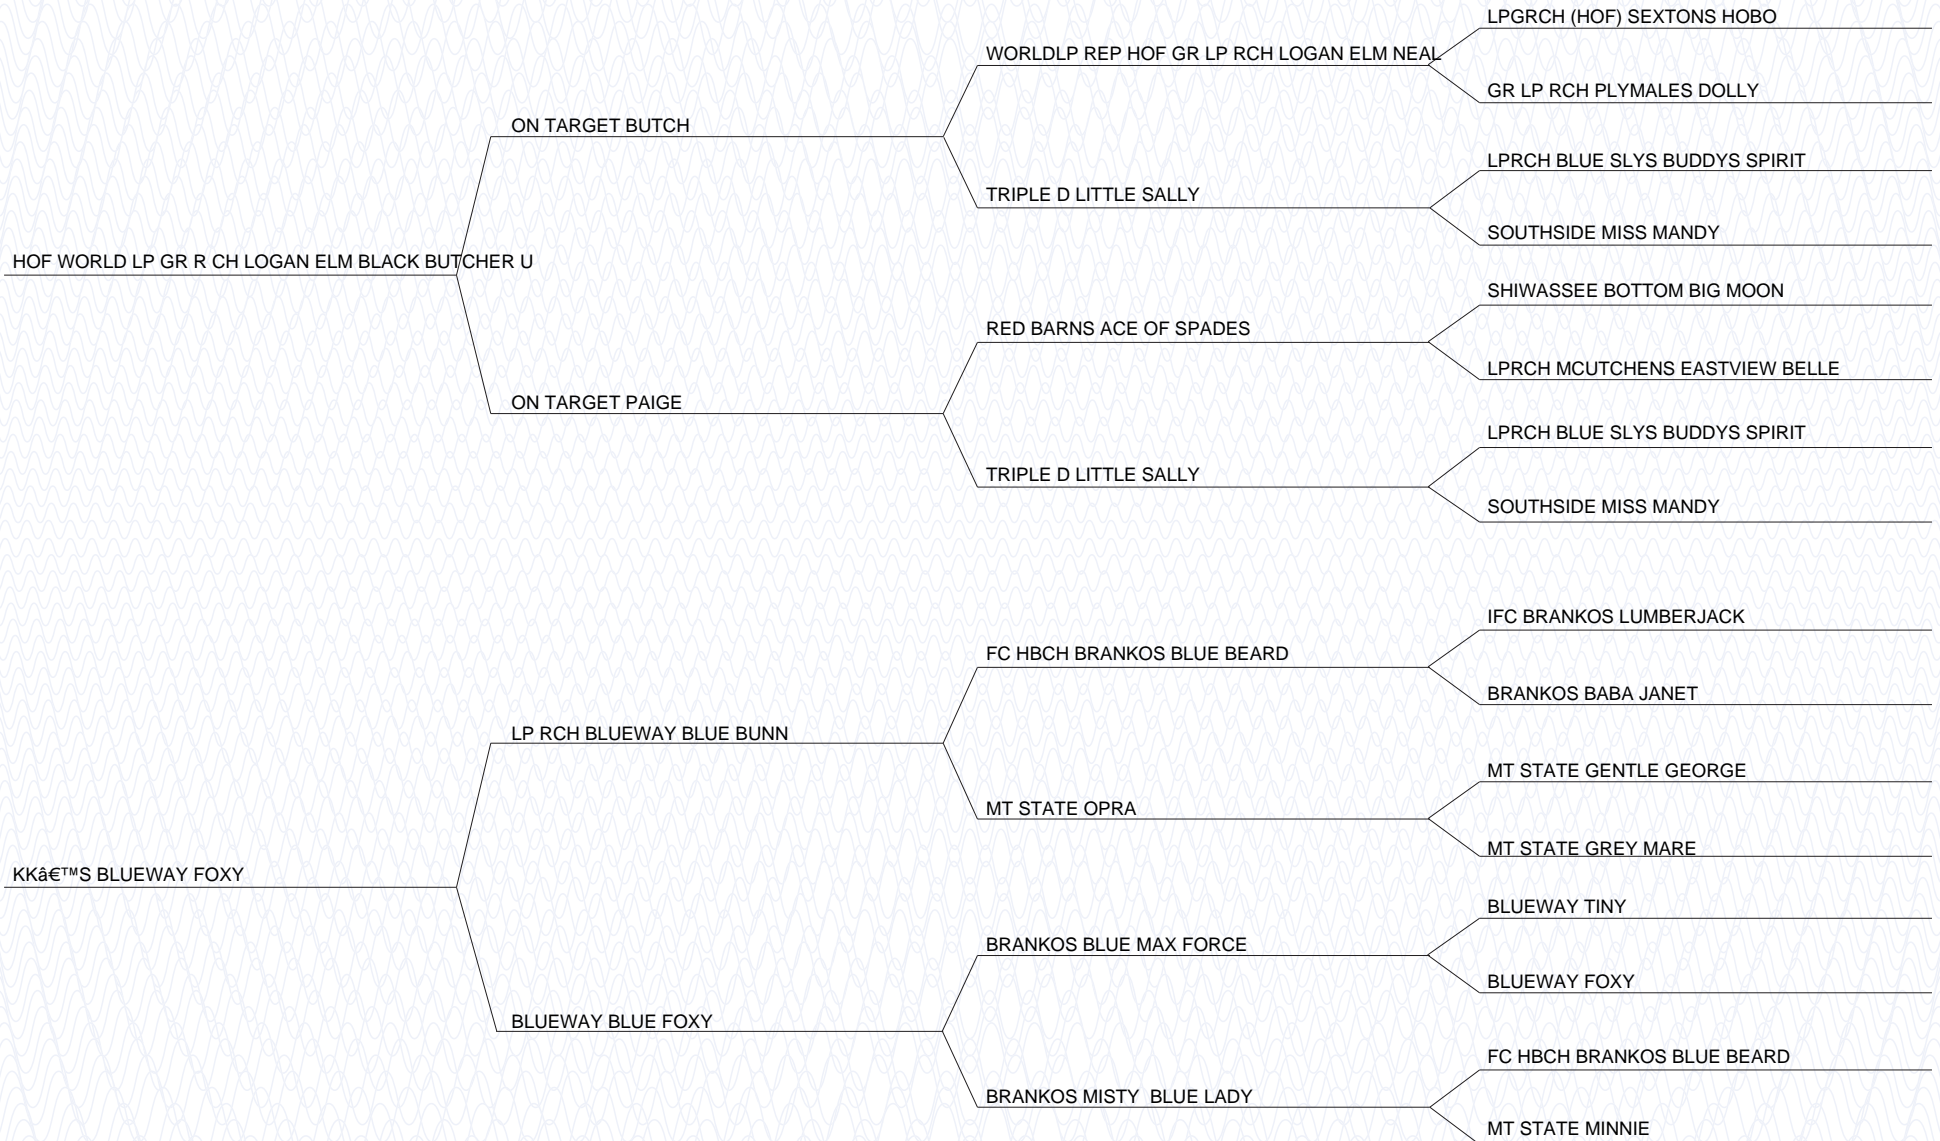 LPGRCH (HOF) SEXTONS HOBO
WORLDLP REP HOF GR LP RCH LOGAN ELM NEAL
GR LP RCH PLYMALES DOLLY
ON TARGET BUTCH
LPRCH BLUE SLYS BUDDYS SPIRIT
TRIPLE D LITTLE SALLY
SOUTHSIDE MISS MANDY
HOF WORLD LP GR R CH LOGAN ELM BLACK BUTCHER U
SHIWASSEE BOTTOM BIG MOON
RED BARNS ACE OF SPADES
LPRCH MCUTCHENS EASTVIEW BELLE
ON TARGET PAIGE
LPRCH BLUE SLYS BUDDYS SPIRIT
TRIPLE D LITTLE SALLY
SOUTHSIDE MISS MANDY
IFC BRANKOS LUMBERJACK
FC HBCH BRANKOS BLUE BEARD
BRANKOS BABA JANET
LP RCH BLUEWAY BLUE BUNN
MT STATE GENTLE GEORGE
MT STATE OPRA
MT STATE GREY MARE
KKâ€™S BLUEWAY FOXY
BLUEWAY TINY
BRANKOS BLUE MAX FORCE
BLUEWAY FOXY
BLUEWAY BLUE FOXY
FC HBCH BRANKOS BLUE BEARD
BRANKOS MISTY  BLUE LADY
MT STATE MINNIE